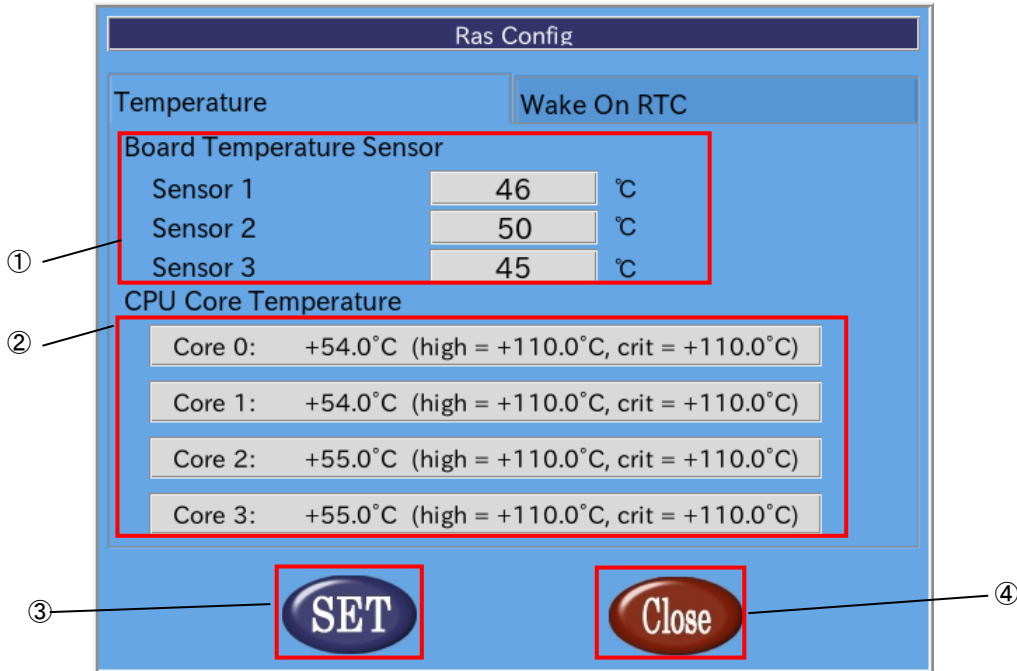 Ras Config
Temperature
Wake On RTC
Board Temperature Sensor
Sensor 1 46 ℃
Sensor 2 50 ℃
① Sensor 3 45 ℃
CPU Core Temperature
② Core 0: +54.0°C (high = +110.0°C, crit = +110.0°C)
Core 1: +54.0°C (high = +110.0°C, crit = +110.0°C)
Core 2: +55.0°C (high = +110.0°C, crit = +110.0°C)
Core 3: +55.0°C (high = +110.0°C, crit = +110.0°C)
③ SET Close ④